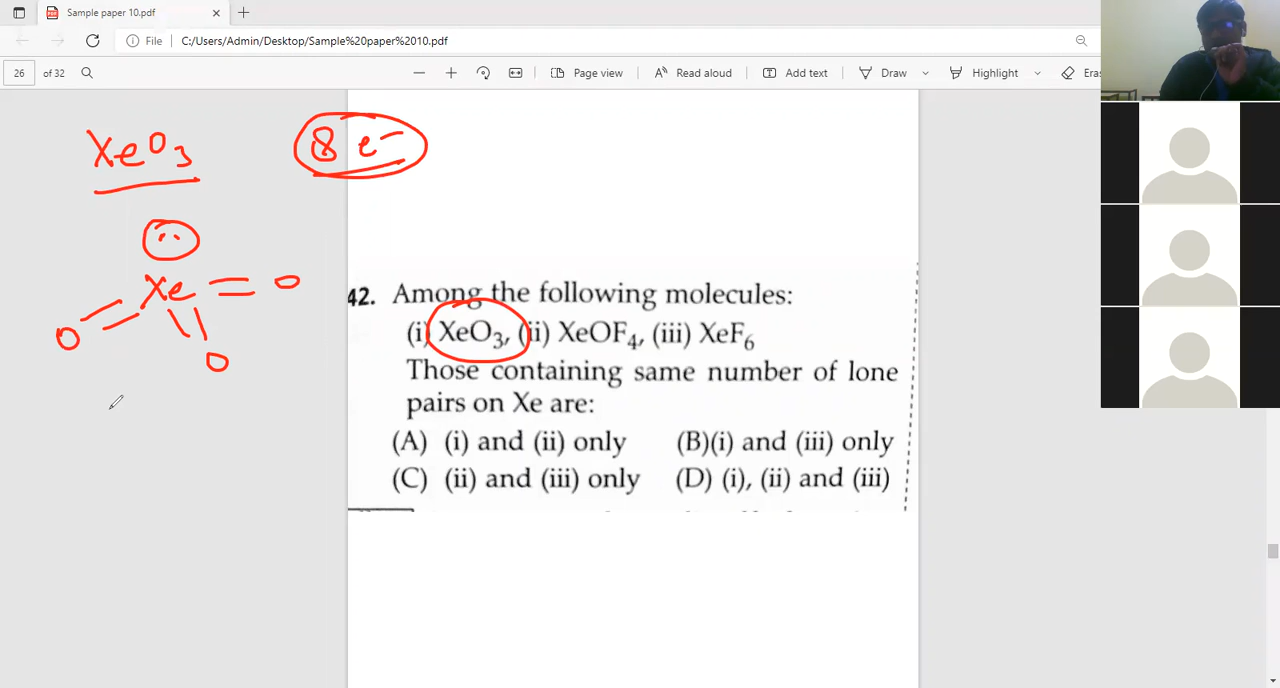 Sample paper 10.pdf
File C:/Users/Admin/Desktop/Sample%20paper%2010.pdf
26 of 32 Page view Read aloud Add text Draw Highlight Eras
XeO3
8 e-
Xe = O
O
O
42. Among the following molecules:
(i) XeO₃, (ii) XeOF₄, (iii) XeF₆
Those containing same number of lone
pairs on Xe are:
(A) (i) and (ii) only (B)(i) and (iii) only
(C) (ii) and (iii) only (D) (i), (ii) and (iii)